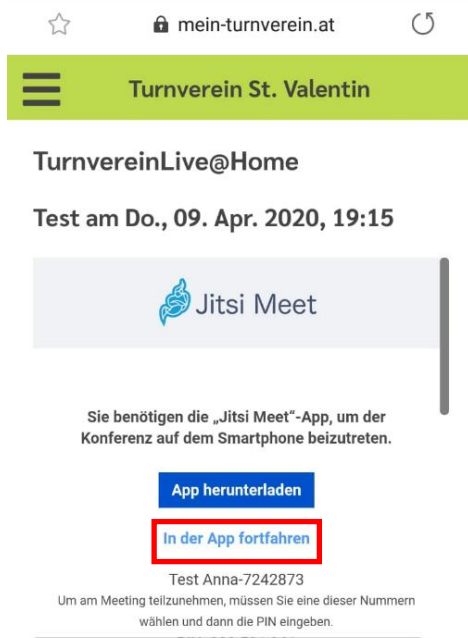 mein-turnverein.at
Turnverein St. Valentin
TurnvereinLive@Home
Test am Do., 09. Apr. 2020, 19:15
Jitsi Meet
Sie benötigen die „Jitsi Meet“-App, um der
Konferenz auf dem Smartphone beizutreten.
App herunterladen
In der App fortfahren
Test Anna-7242873
Um am Meeting teilzunehmen, müssen Sie eine dieser Nummern
wählen und dann die PIN eingeben.